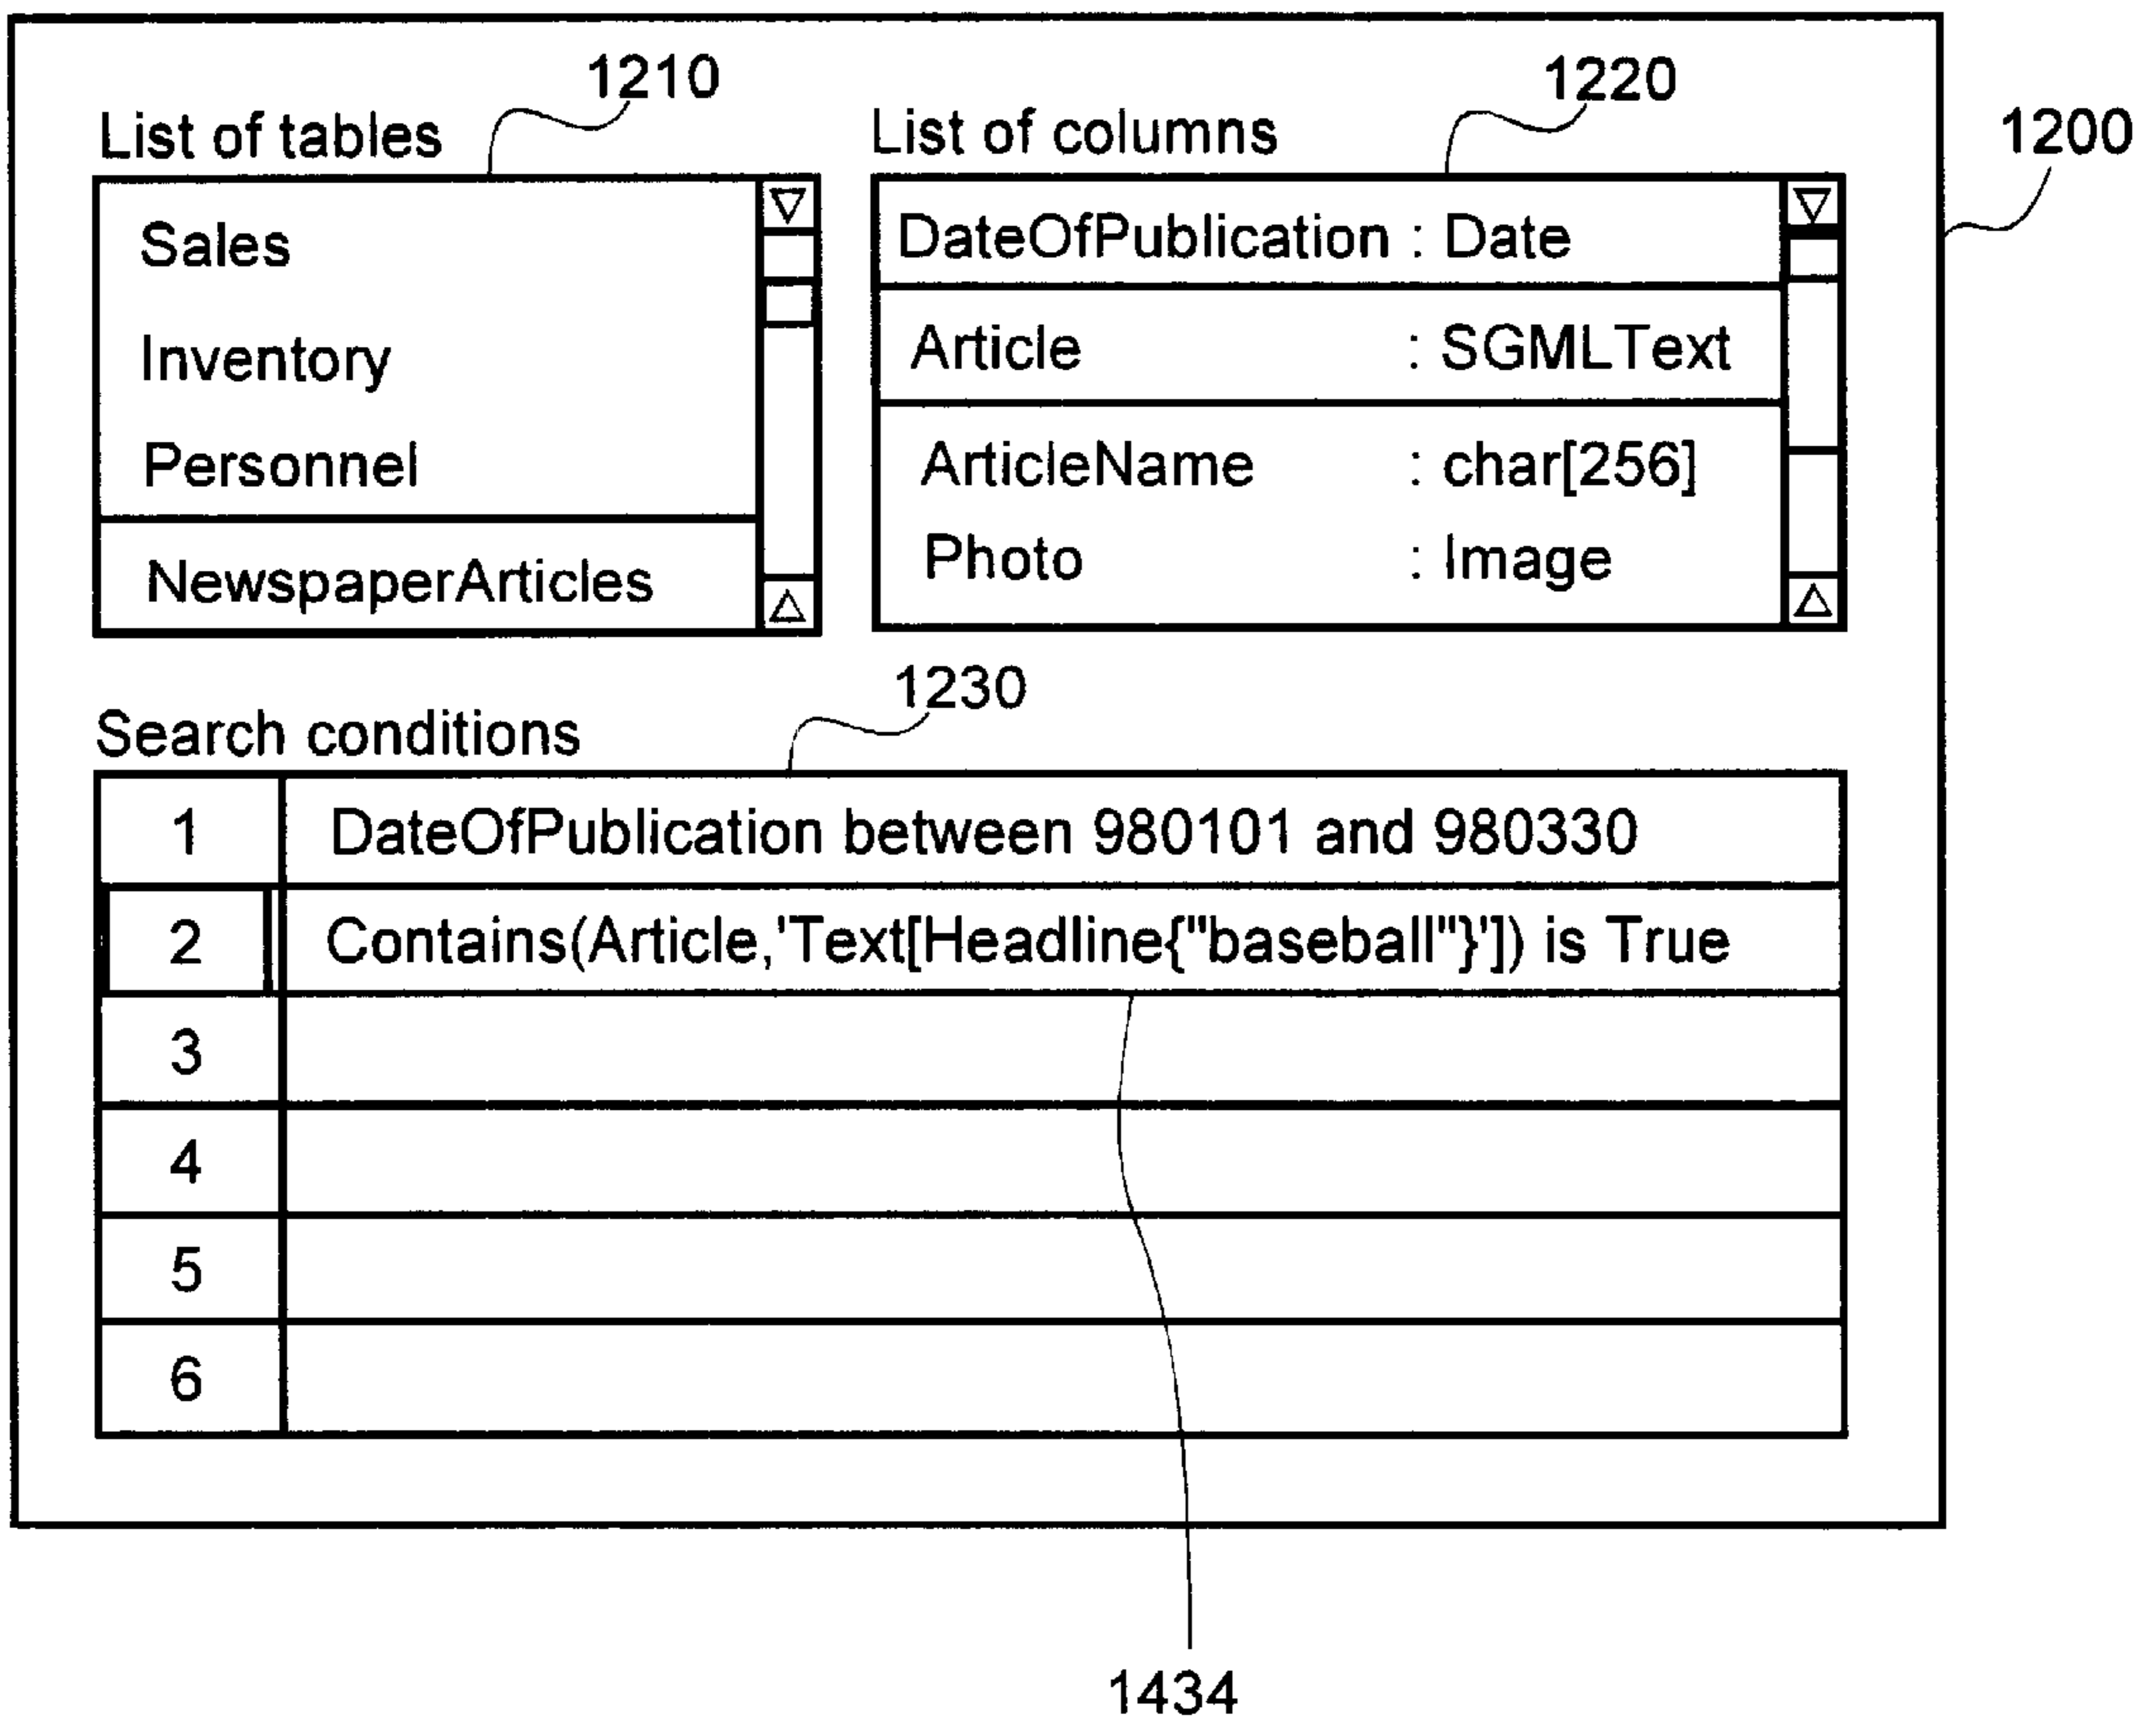 1210
1220
1200
List of tables
List of columns
Sales
Inventory
Personnel
NewspaperArticles
DateOfPublication : Date
Article : SGMLText
ArticleName : char[256]
Photo : Image
1230
Search conditions
1 DateOfPublication between 980101 and 980330
2 Contains(Article,'Text[Headline{"baseball"}']) is True
3
4
5
6
1434